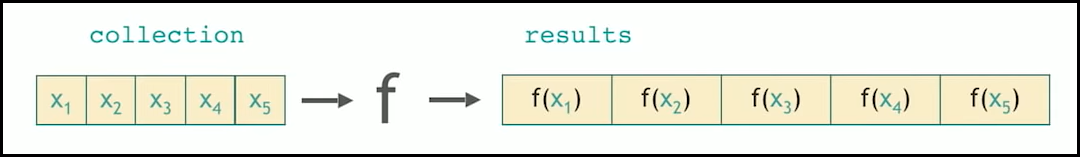 collection results
x₁ x₂ x₃ x₄ x₅ f f(x₁) f(x₂) f(x₃) f(x₄) f(x₅)